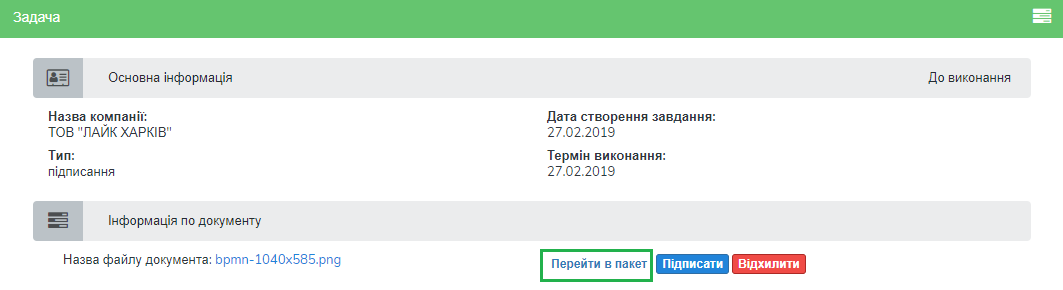 Задача
Основна інформація До виконання
Назва компанії: Дата створення завдання:
ТОВ "ЛАЙК ХАРКІВ" 27.02.2019
Тип: Термін виконання:
підписання 27.02.2019
Інформація по документу
Назва файлу документа: bpmn-1040x585.png Перейти в пакет Підписати Відхилити